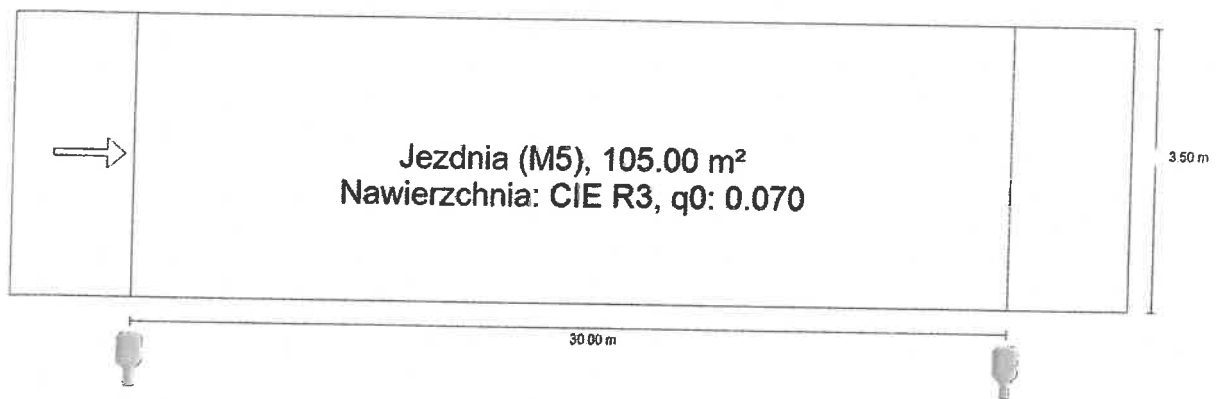 Jezdnia (M5), 105.00 m²
Nawierzchnia: CIE R3, q0: 0.070
3.50 m
30.00 m